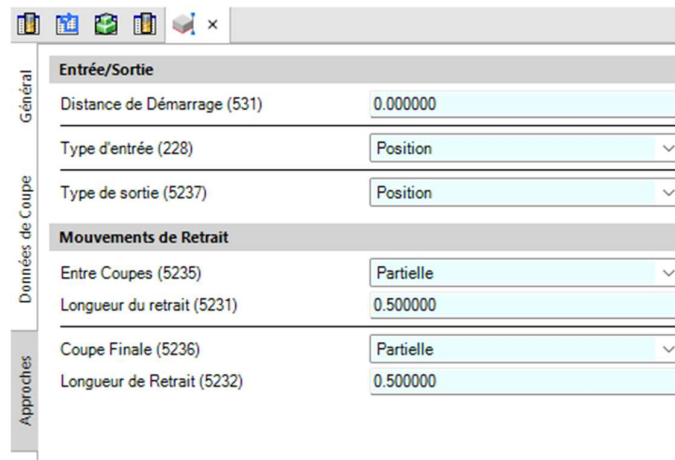 Général
Données de Coupe
Approches
Entrée/Sortie
Distance de Démarrage (531) 0.000000
Type d'entrée (228) Position
Type de sortie (5237) Position
Mouvements de Retrait
Entre Coupes (5235) Partielle
Longueur du retrait (5231) 0.500000
Coupe Finale (5236) Partielle
Longueur de Retrait (5232) 0.500000